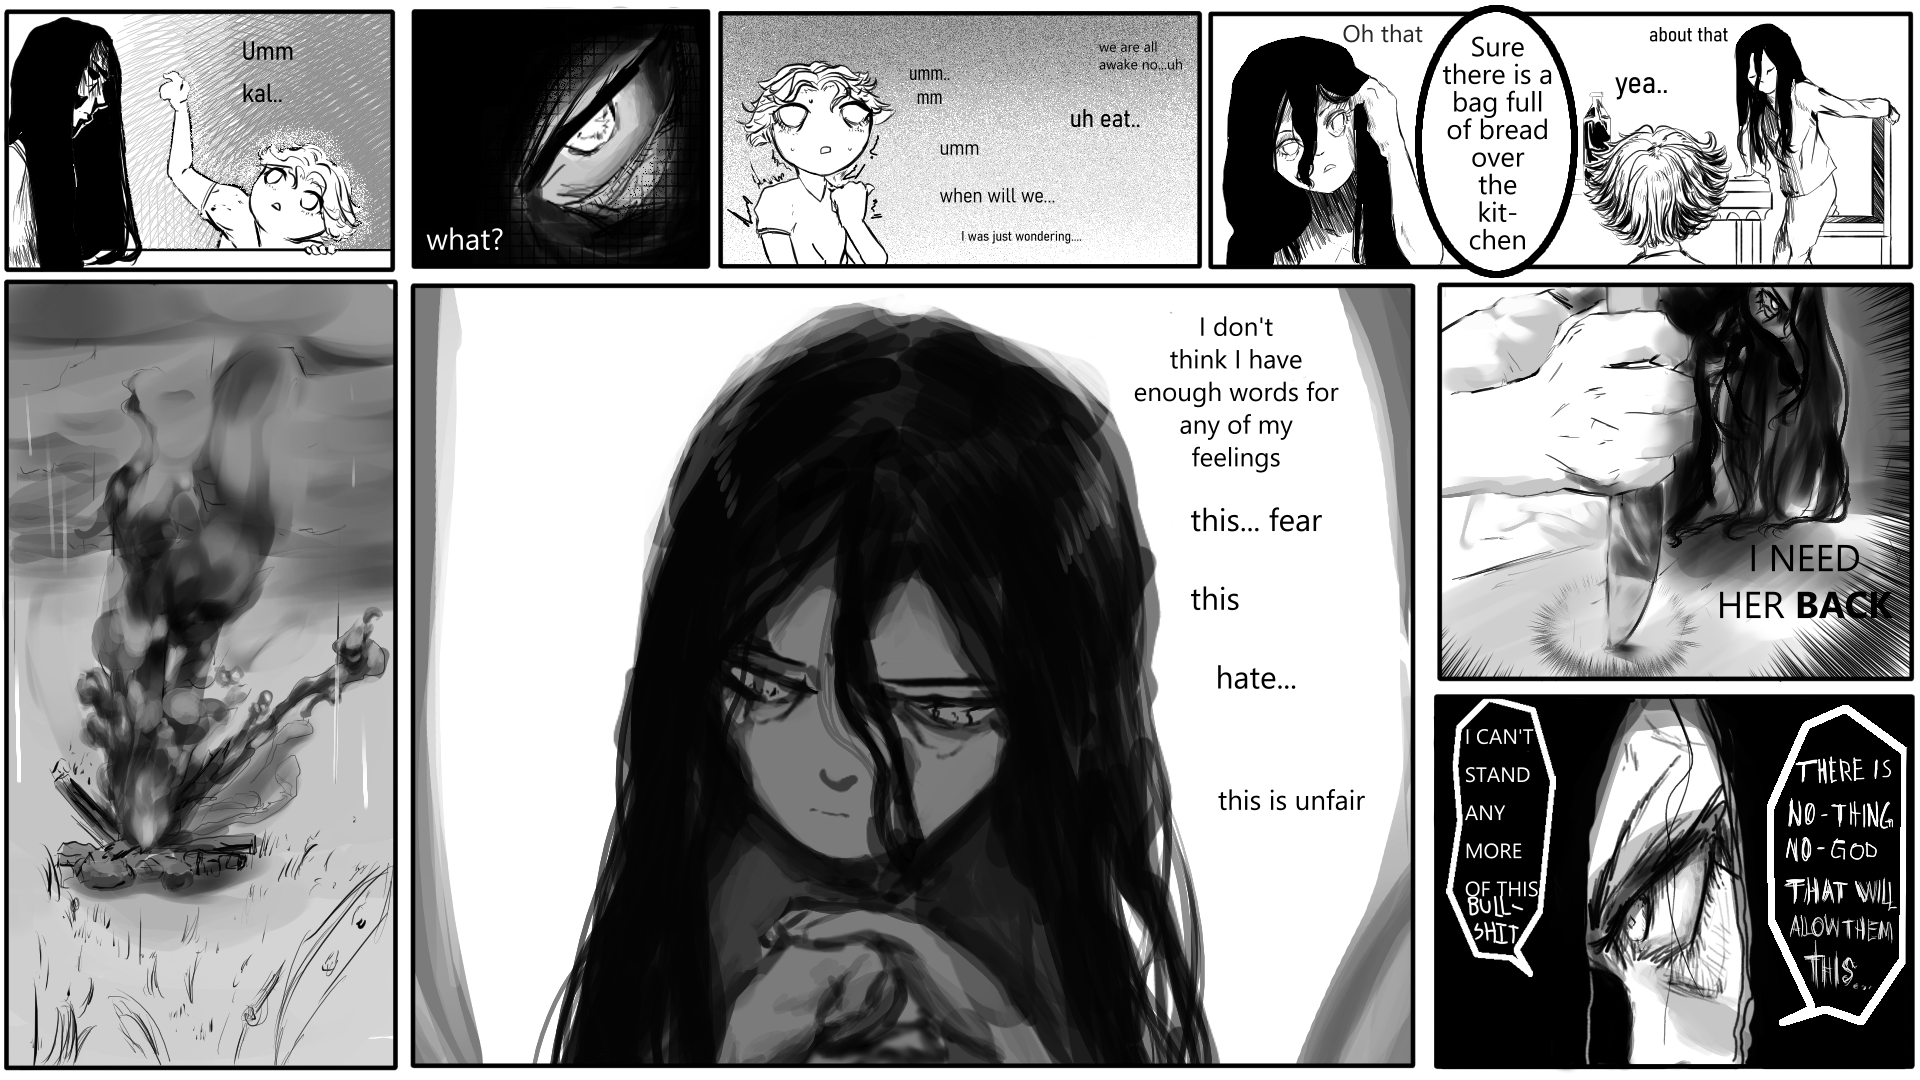 Umm
kal..
what?
umm..
mm
we are all
awake no...uh
uh eat..
umm
when will we...
I was just wondering....
Oh that
Sure
there is a
bag full
of bread
over
the
kit-
chen
about that
yea..
I don't
think I have
enough words for
any of my
feelings
this... fear
this
hate...
this is unfair
I NEED
HER BACK
I CAN'T
STAND
ANY
MORE
OF THIS
BULL-
SHIT
THERE IS
NO-THING
NO-GOD
THAT WILL
ALOW THEM
THIS...